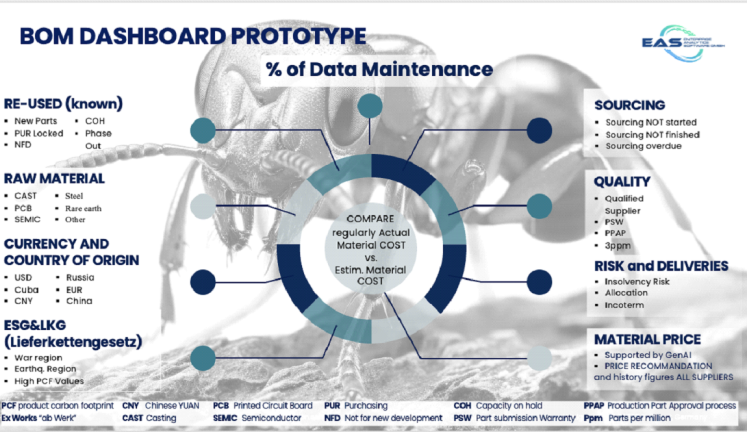 BOM DASHBOARD PROTOTYPE
EAS ENTERPRISE
ANALYTICS
SOFTWARE GMBH
% of Data Maintenance
RE-USED (known)
▪ New Parts ▪ COH
▪ PUR Locked ▪ Phase
▪ NFD Out
RAW MATERIAL
▪ CAST ▪ Steel
▪ PCB ▪ Rare earth
▪ SEMIC ▪ Other
CURRENCY AND
COUNTRY OF ORIGIN
▪ USD ▪ Russia
▪ Cuba ▪ EUR
▪ CNY ▪ China
ESG&LKG
(Lieferkettengesetz)
▪ War region
▪ Earthq. Region
▪ High PCF Values
COMPARE
regularly Actual
Material COST
vs.
Estim. Material
COST
SOURCING
▪ Sourcing NOT started
▪ Sourcing NOT finished
▪ Sourcing overdue
QUALITY
▪ Qualified
Supplier
▪ PSW
▪ PPAP
▪ 3ppm
RISK and DELIVERIES
▪ Insolvency Risk
▪ Allocation
▪ Incoterm
MATERIAL PRICE
▪ Supported by GenAI
▪ PRICE RECOMMANDATION
and history figures ALL SUPPLIERS
PCF product carbon footprint CNY Chinese YUAN PCB Printed Circuit Board PUR Purchasing COH Capacity on hold PPAP Production Part Approval process
Ex Works "ab Werk" CAST Casting SEMIC Semiconductor NFD Not for new development PSW Part submission Warranty Ppm Parts per million